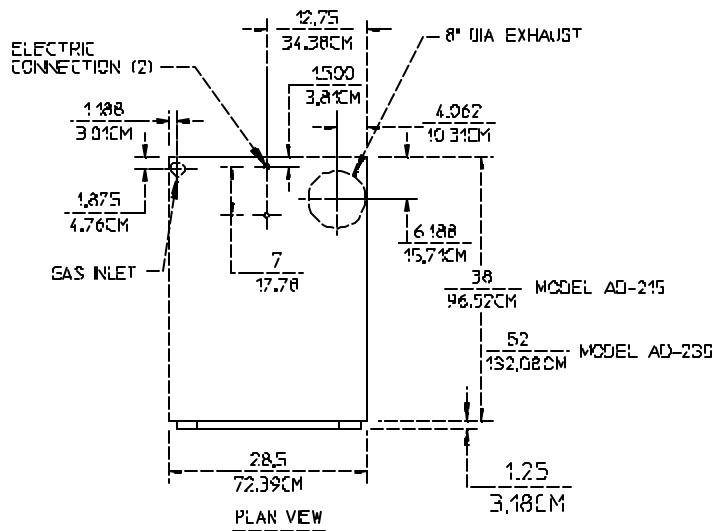 12.75
34.38CM
8" DIA EXHAUST
ELECTRIC
CONNECTION (2)
1.500
3.81CM
1.188
3.01CM
4.062
10.31CM
1.875
4.76CM
6.188
15.71CM
GAS INLET
7
17.78
38
96.52CM
MODEL AD-215
52
132.08CM
MODEL AD-235
28.5
72.39CM
1.25
3.18CM
PLAN VIEW